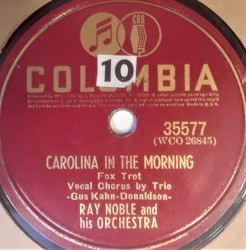 CBS
COLUMBIA
10
35577
(WCO 26845)
CAROLINA IN THE MORNING
Fox Trot
Vocal Chorus by Trio
-Gus Kahn-Donaldson-
RAY NOBLE and
his ORCHESTRA